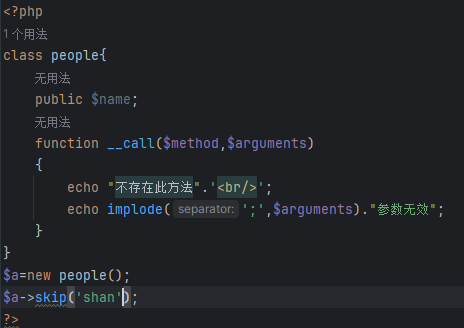 <?php
1个用法
class people{
无用法
public $name;
无用法
function __call($method,$arguments)
{
echo "不存在此方法".'<br/>';
echo implode( separator: ';',$arguments)."参数无效";
}
}
$a=new people();
$a->skip('shan');
?>